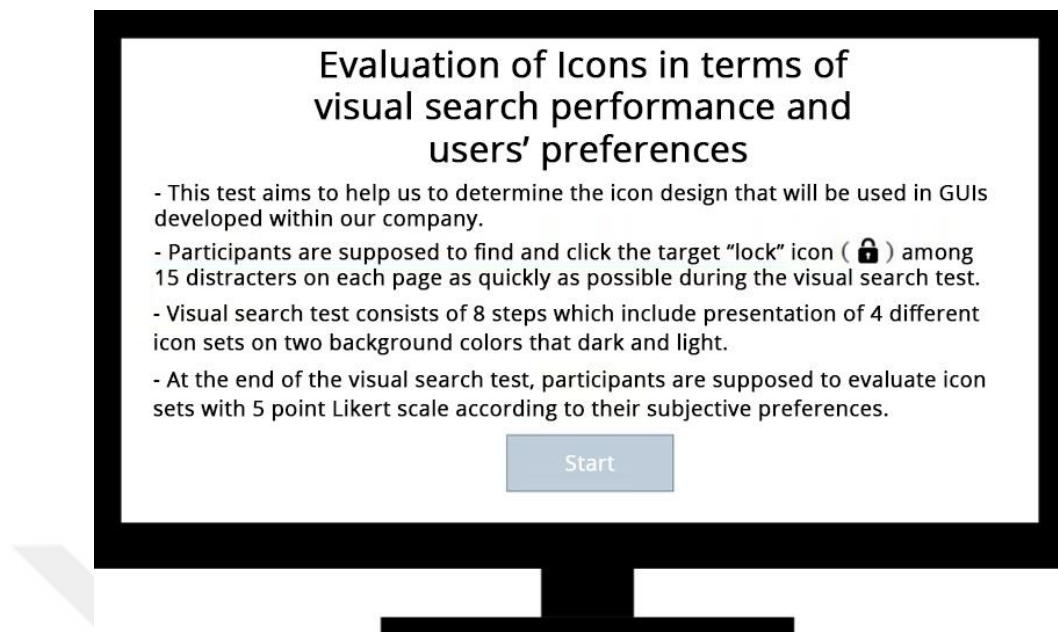 Evaluation of Icons in terms of
visual search performance and
users’ preferences
- This test aims to help us to determine the icon design that will be used in GUIs
developed within our company.
- Participants are supposed to find and click the target “lock” icon ( ) among
15 distracters on each page as quickly as possible during the visual search test.
- Visual search test consists of 8 steps which include presentation of 4 different
icon sets on two background colors that dark and light.
- At the end of the visual search test, participants are supposed to evaluate icon
sets with 5 point Likert scale according to their subjective preferences.
Start